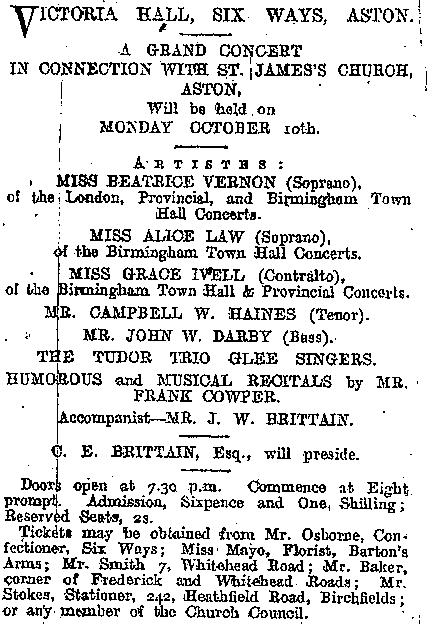 VICTORIA HALL, SIX WAYS, ASTON.
A GRAND CONCERT
IN CONNECTION WITH ST. JAMES'S CHURCH,
ASTON,
Will be held on
MONDAY OCTOBER 10th.
ARTISTES:
MISS BEATRICE VERNON (Soprano),
of the London, Provincial, and Birmingham Town
Hall Concerts.
MISS ALICE LAW (Soprano),
of the Birmingham Town Hall Concerts.
MISS GRACE IVELL (Contralto),
of the Birmingham Town Hall & Provincial Concerts.
MR. CAMPBELL W. HAINES (Tenor).
MR. JOHN W. DARBY (Bass).
THE TUDOR TRIO GLEE SINGERS.
HUMOROUS and MUSICAL RECITALS by MR.
FRANK COWPER.
Accompanist—MR. J. W. BRITTAIN.
C. E. BRITTAIN, Esq., will preside.
Doors open at 7.30 p.m. Commence at Eight
prompt. Admission, Sixpence and One Shilling;
Reserved Seats, 2s.
Tickets may be obtained from Mr. Osborne, Con-
fectioner, Six Ways; Miss Mayo, Florist, Barton's
Arms; Mr. Smith 7, Whitehead Road; Mr. Baker,
corner of Frederick and Whitehead Roads; Mr.
Stokes, Stationer, 242, Heathfield Road, Birchfields;
or any member of the Church Council.